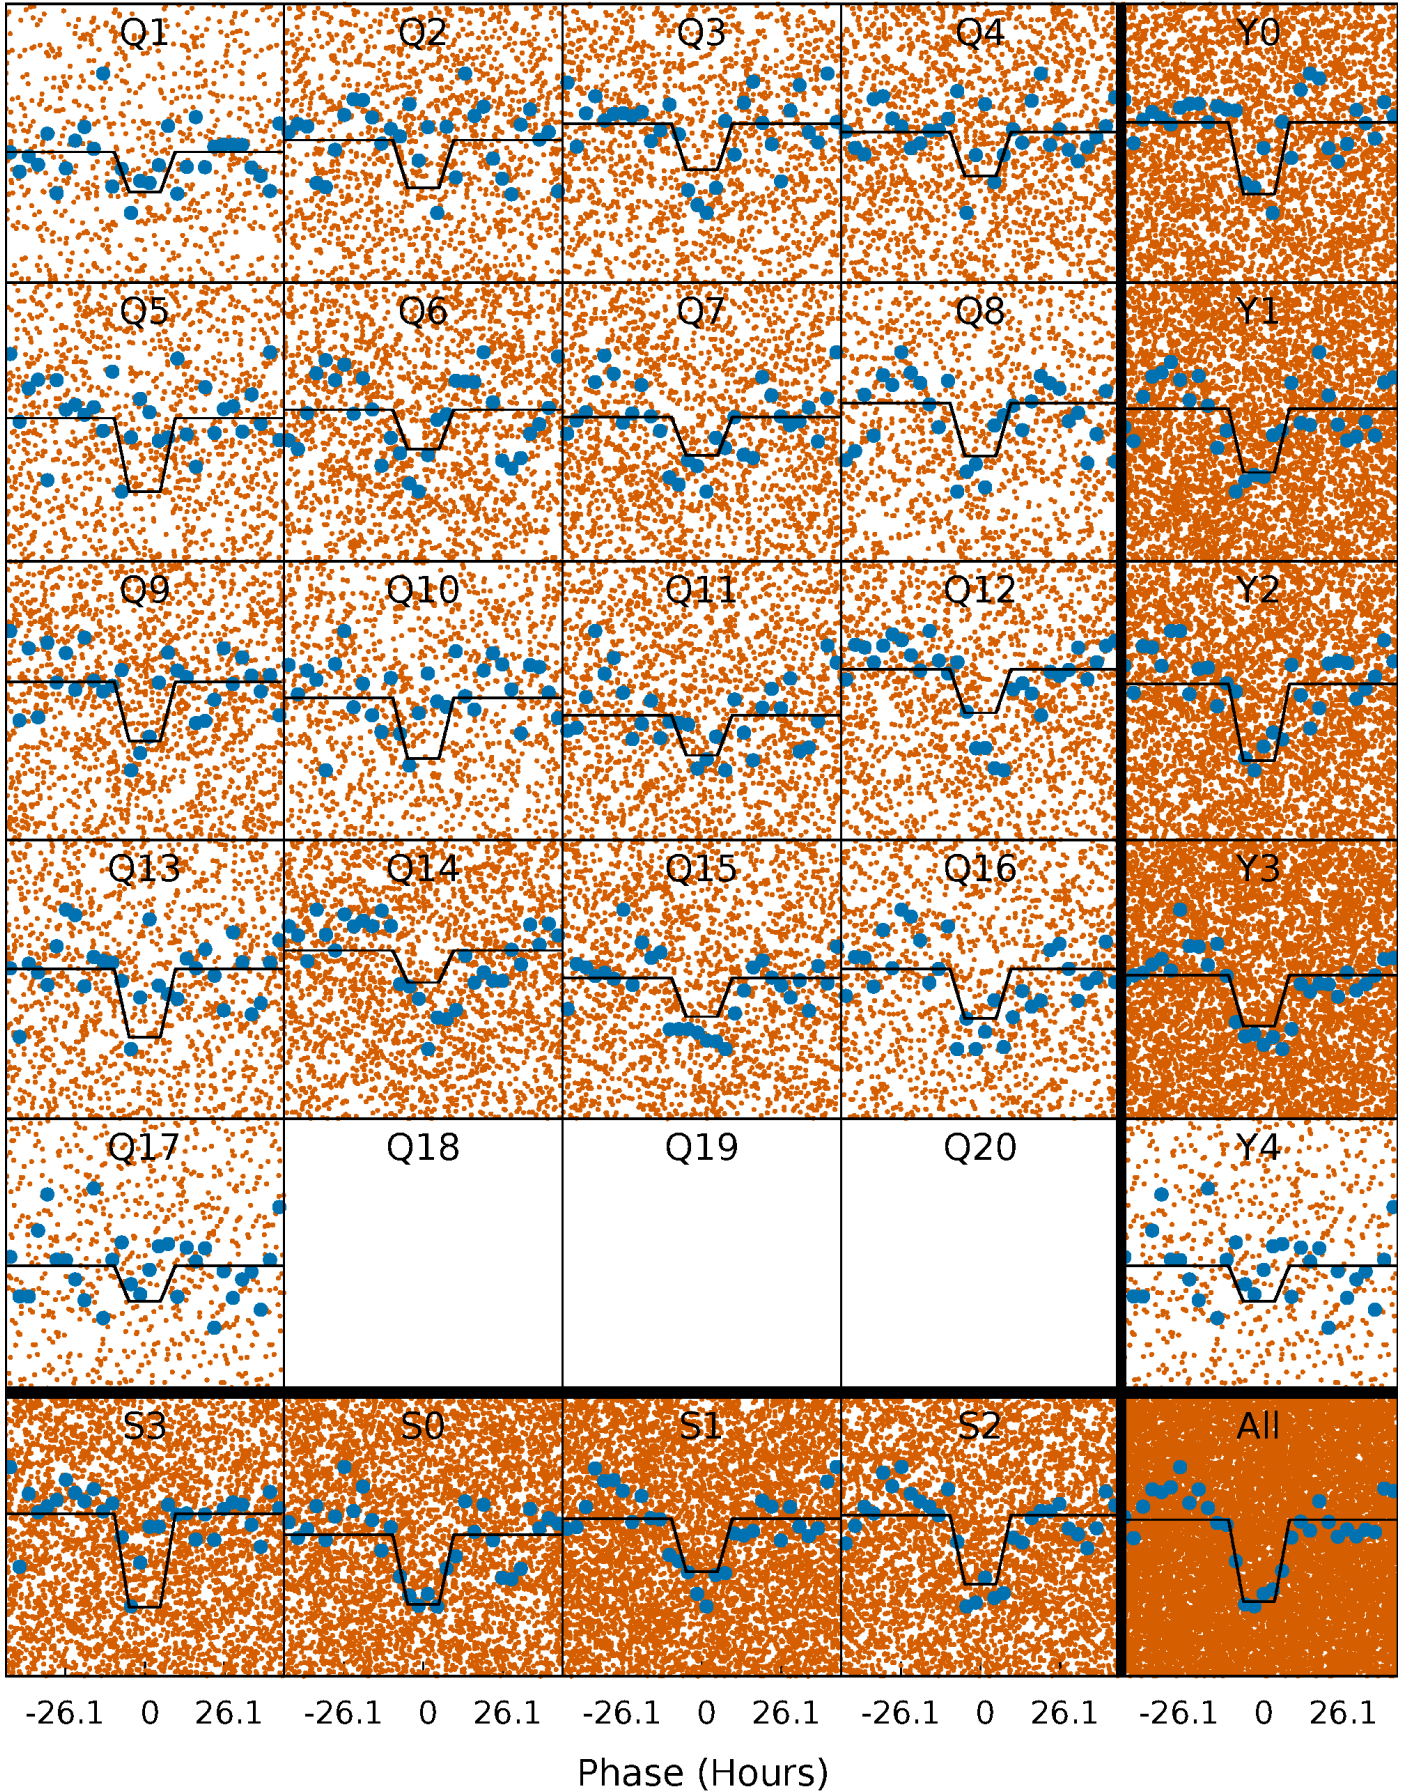 Q1 Q2 Q3 Q4 Y0
Q5 Q6 Q7 Q8 Y1
Q9 Q10 Q11 Q12 Y2
Q13 Q14 Q15 Q16 Y3
Q17 Q18 Q19 Q20 Y4
S3 S0 S1 S2 All
-26.1 0 26.1 -26.1 0 26.1 -26.1 0 26.1 -26.1 0 26.1 -26.1 0 26.1
Phase (Hours)